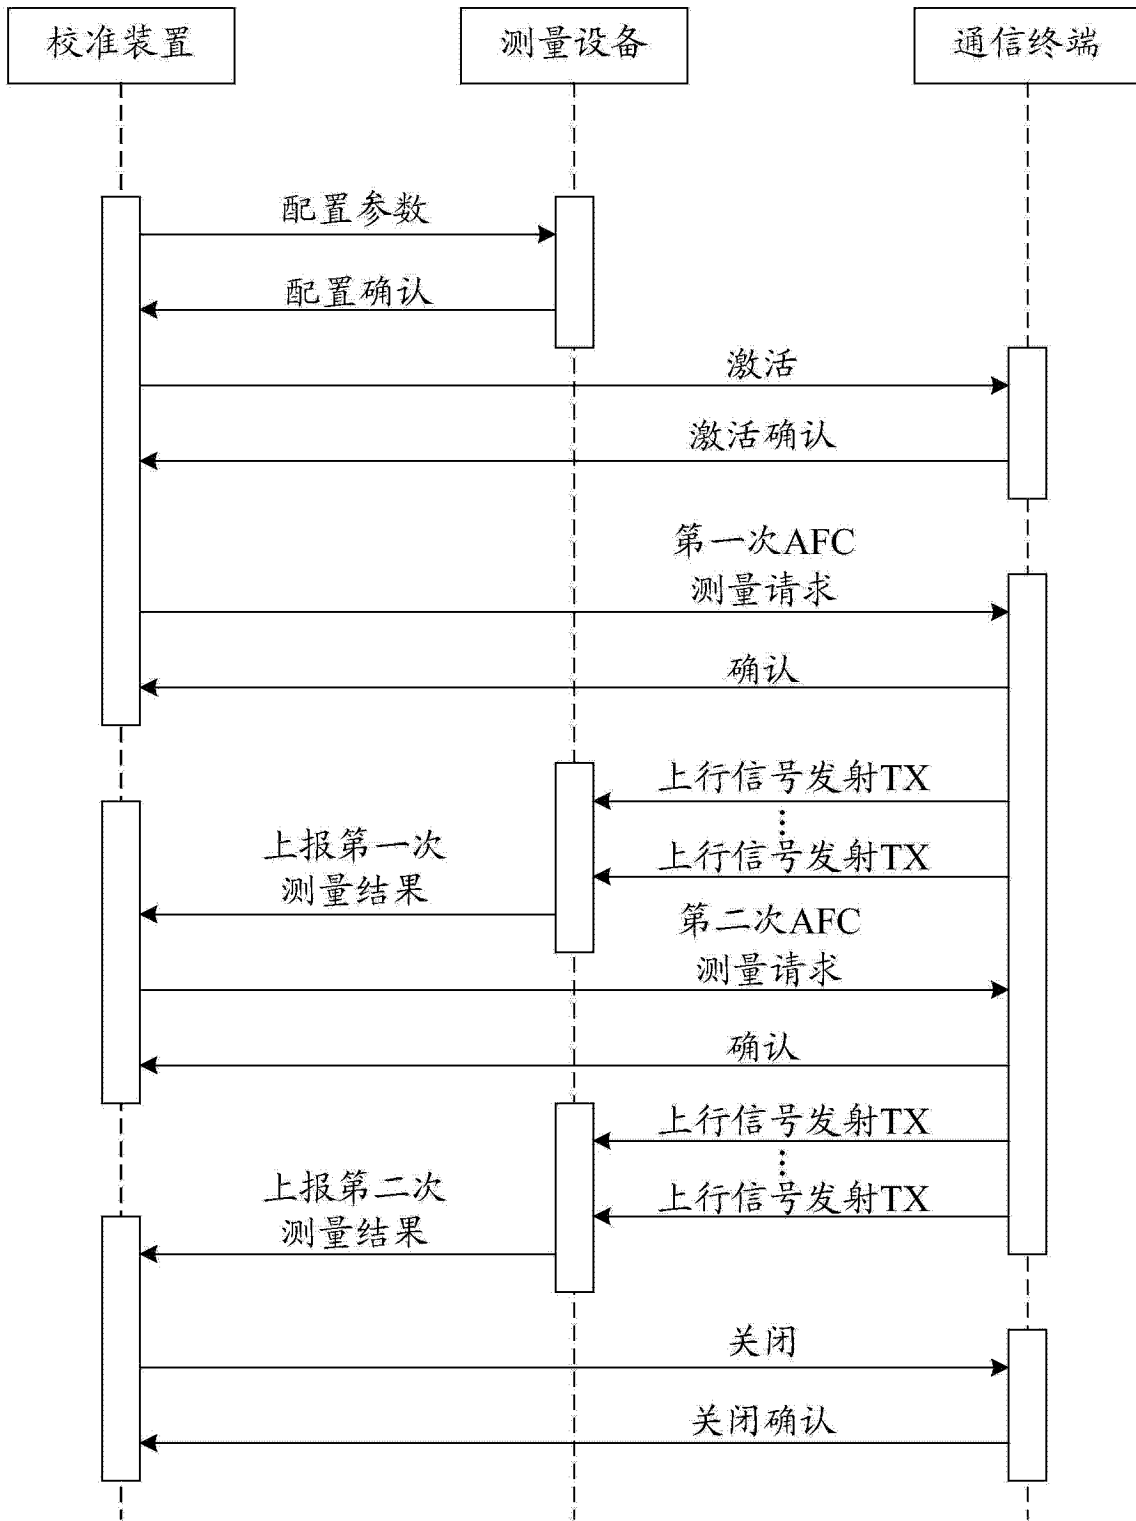 校准装置
测量设备
通信终端
配置参数
配置确认
激活
激活确认
第一次AFC
测量请求
确认
上行信号发射TX
上行信号发射TX
上报第一次
测量结果
第二次AFC
测量请求
确认
上行信号发射TX
上行信号发射TX
上报第二次
测量结果
关闭
关闭确认